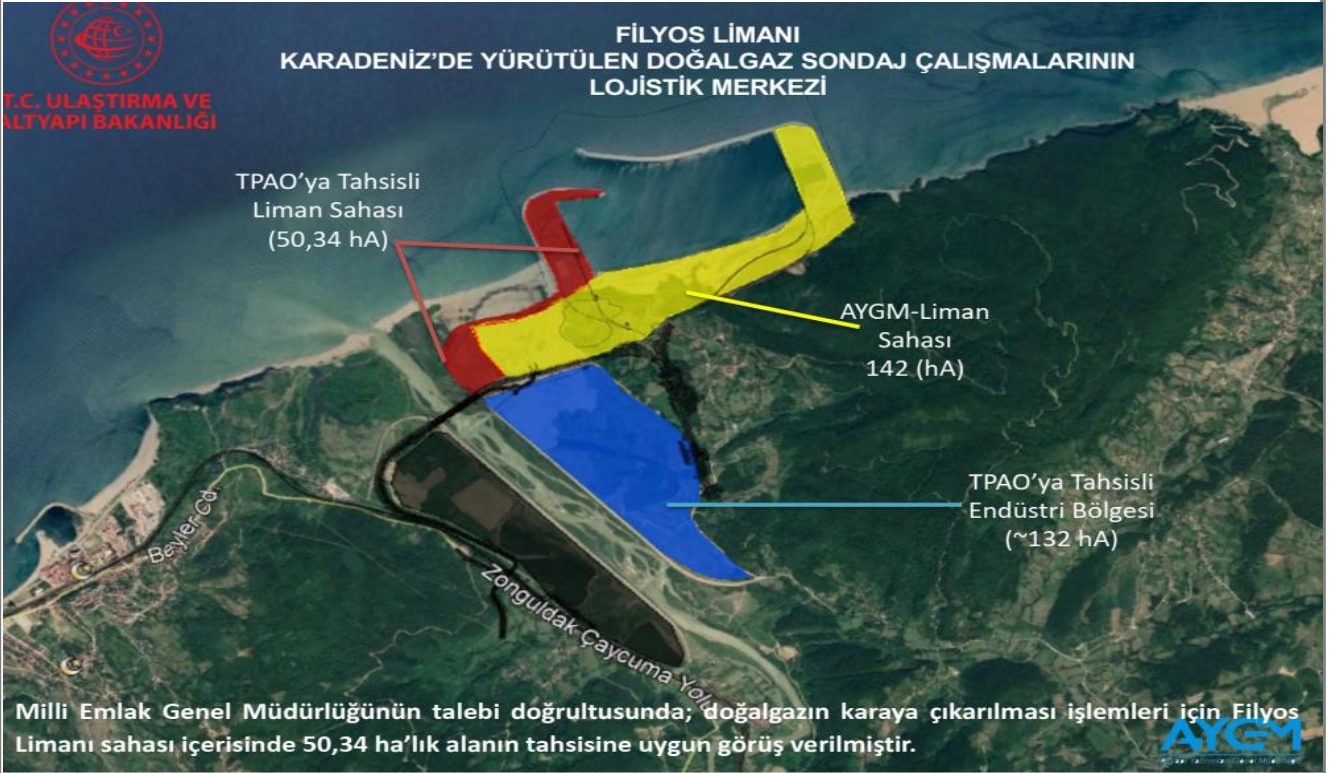 FİLYOS LİMANI
KARADENİZ’DE YÜRÜTÜLEN DOĞALGAZ SONDAJ ÇALIŞMALARININ
LOJİSTİK MERKEZİ
T.C. ULAŞTIRMA VE
ALTYAPI BAKANLIĞI
TPAO’ya Tahsisli
Liman Sahası
(50,34 hA)
AYGM-Liman
Sahası
142 (hA)
TPAO’ya Tahsisli
Endüstri Bölgesi
(~132 hA)
Beyler Cd.
Zonguldak Çaycuma Yolu
Milli Emlak Genel Müdürlüğünün talebi doğrultusunda; doğalgazın karaya çıkarılması işlemleri için Filyos
Limanı sahası içerisinde 50,34 ha’lık alanın tahsisine uygun görüş verilmiştir.
AYGM